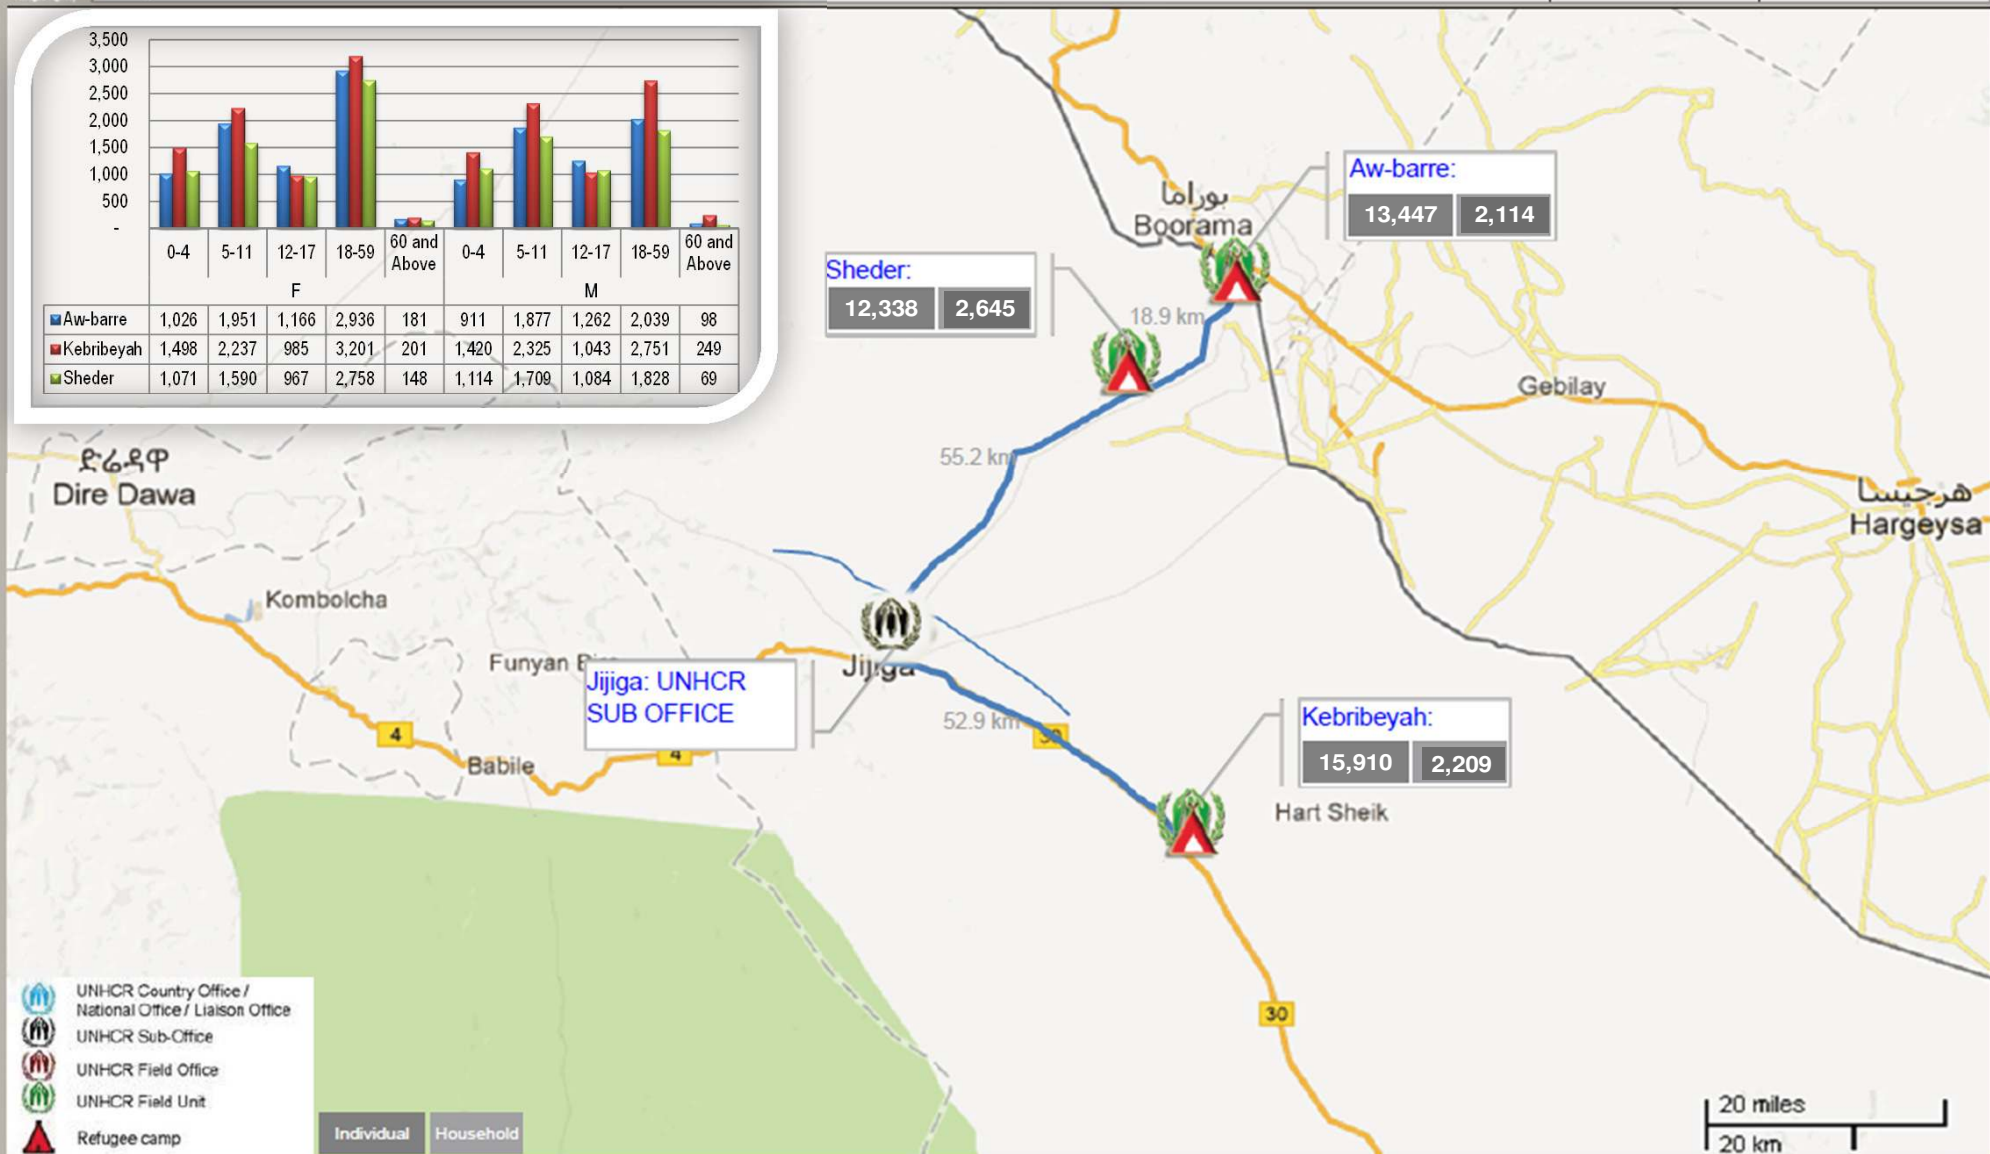 3,500
3,000
2,500
2,000
1,500
1,000
500
-
0-4 5-11 12-17 18-59 60 and Above 0-4 5-11 12-17 18-59 60 and Above
F M
Aw-barre 1,026 1,951 1,166 2,936 181 911 1,877 1,262 2,039 98
Kebribeyah 1,498 2,237 985 3,201 201 1,420 2,325 1,043 2,751 249
Sheder 1,071 1,590 967 2,758 148 1,114 1,709 1,084 1,828 69
Aw-barre:
13,447 2,114
بوراما
Boorama
Sheder:
12,338 2,645
18.9 km
Gebilay
55.2 km
ድሬዳዋ
Dire Dawa
هرجيسا
Hargeysa
Kombolcha
Funyan
Jijiga
Jijiga: UNHCR
SUB OFFICE
52.9 km
30
4
4
Babile
Kebribeyah:
15,910 2,209
Hart Sheik
30
UNHCR Country Office /
National Office / Liaison Office
UNHCR Sub-Office
UNHCR Field Office
UNHCR Field Unit
Refugee camp
Individual Household
20 miles
20 km